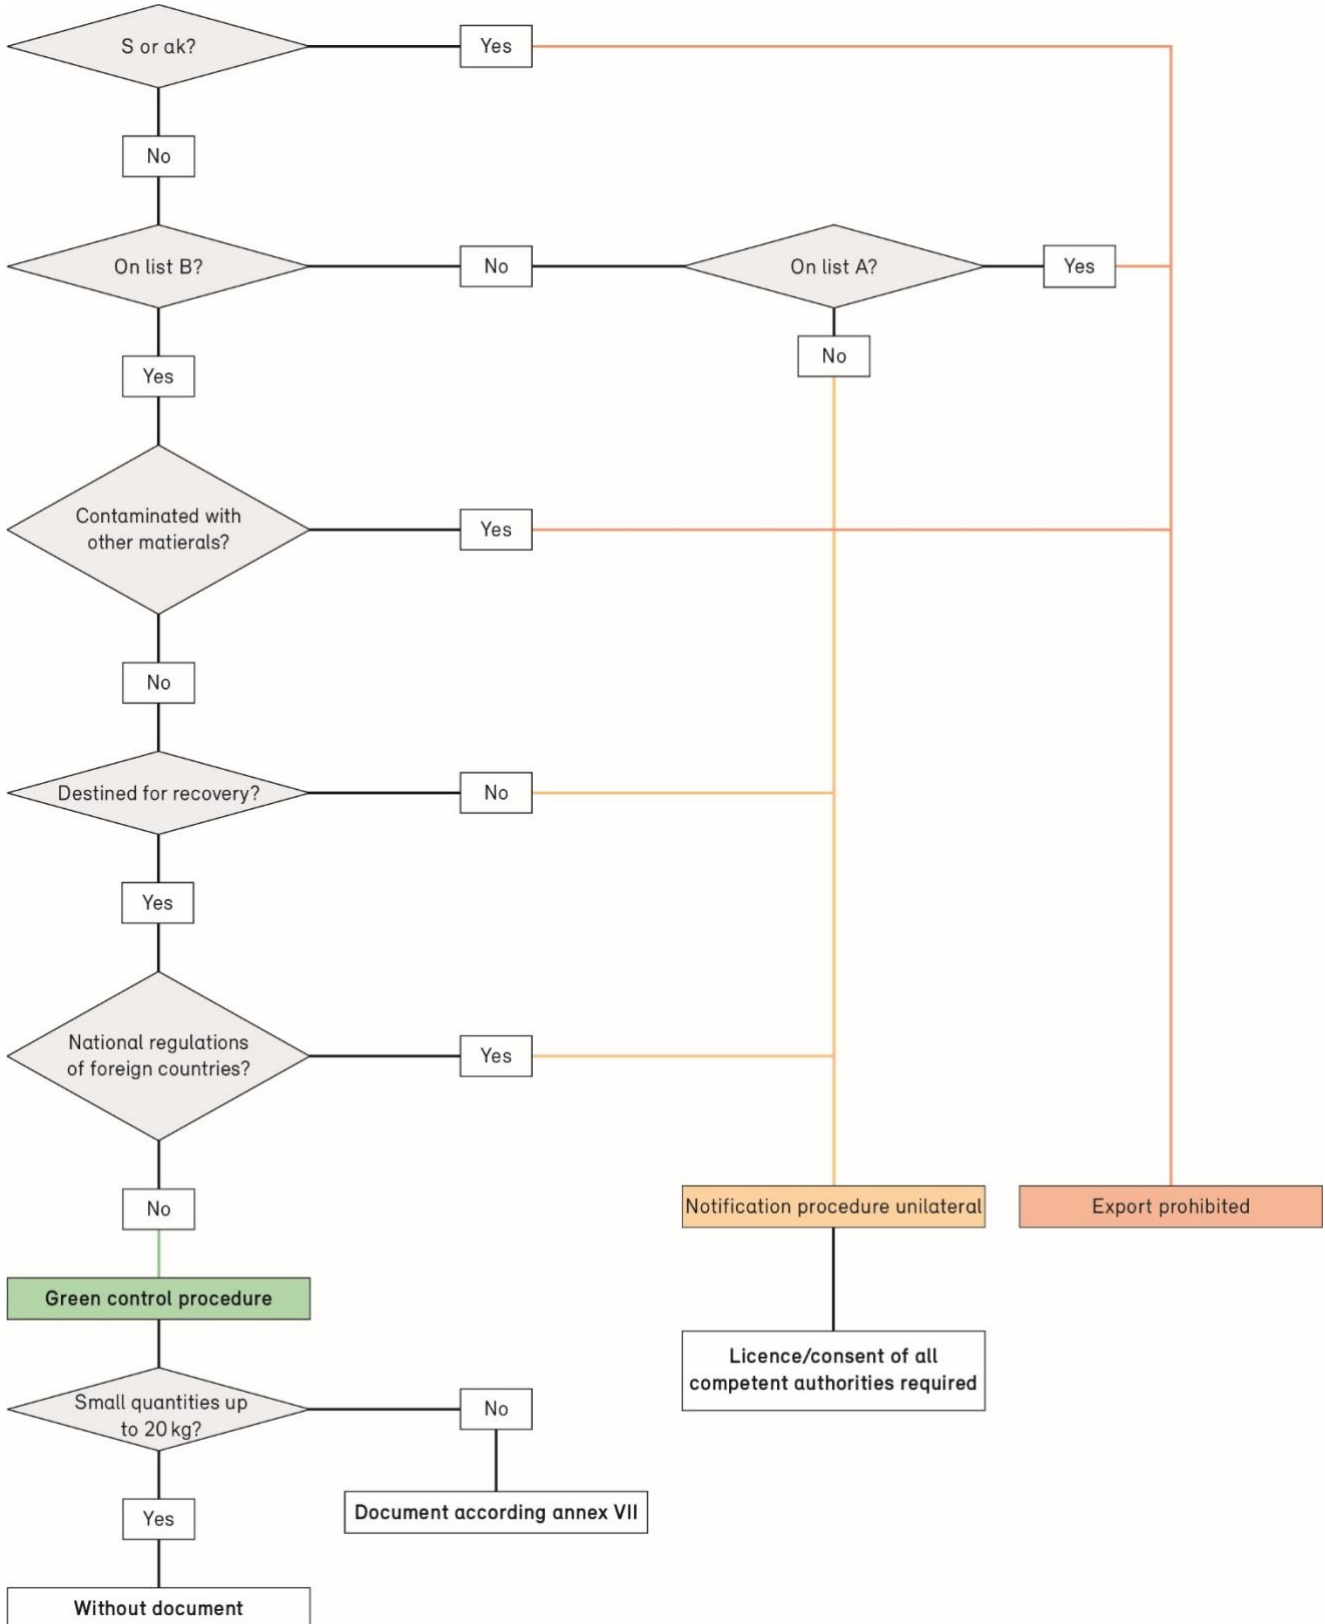 S or ak?
Yes
No
On list B?
No
On list A?
Yes
No
Yes
Contaminated with
other matierals?
Yes
No
Destined for recovery?
No
Yes
National regulations
of foreign countries?
Yes
No
Notification procedure unilateral
Export prohibited
Green control procedure
Licence/consent of all
competent authorities required
Small quantities up
to 20 kg?
No
Document according annex VII
Yes
Without document